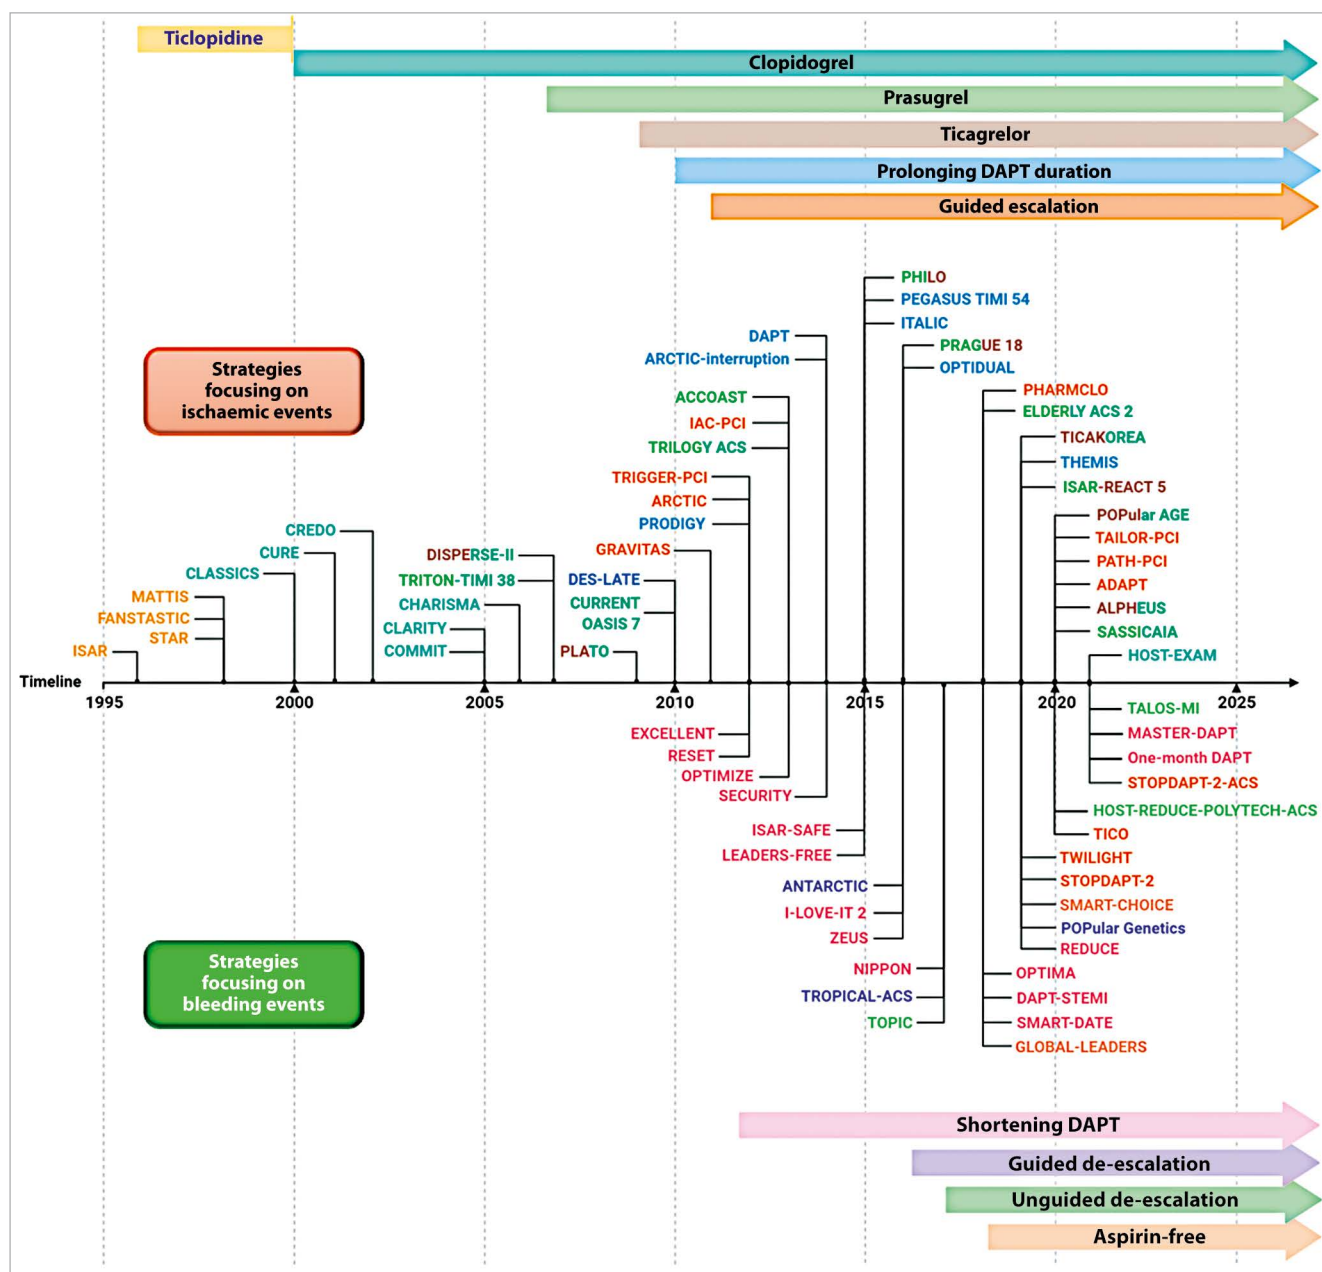 Ticlopidine
Clopidogrel
Prasugrel
Ticagrelor
Prolonging DAPT duration
Guided escalation
PHILO
PEGASUS TIMI 54
ITALIC
DAPT
PRAGUE 18
ARCTIC-interruption
OPTIDUAL
Strategies
focusing on
ischaemic events
ACCOAST
PHARMCLO
IAC-PCI
ELDERLY ACS 2
TRILOGY ACS
TICAKOREA
THEMIS
TRIGGER-PCI
ISAR-REACT 5
ARCTIC
POPular AGE
PRODIGY
CREDO
TAILOR-PCI
CURE
DISPERSE-II
GRAVITAS
PATH-PCI
CLASSICS
TRITON-TIMI 38
DES-LATE
ADAPT
MATTIS
CHARISMA
CURRENT
OASIS 7
ALPHEUS
FANSTASTIC
CLARITY
SASSICAIA
STAR
ISAR
COMMIT
PLATO
HOST-EXAM
Timeline
1995
2000
2005
2010
2015
2020
2025
TALOS-MI
EXCELLENT
MASTER-DAPT
RESET
One-month DAPT
OPTIMIZE
STOPDAPT-2-ACS
SECURITY
HOST-REDUCE-POLYTECH-ACS
ISAR-SAFE
TICO
LEADERS-FREE
TWILIGHT
ANTARCTIC
STOPDAPT-2
I-LOVE-IT 2
SMART-CHOICE
ZEUS
POPular Genetics
REDUCE
Strategies
focusing on
bleeding events
NIPPON
OPTIMA
TROPICAL-ACS
DAPT-STEMI
TOPIC
SMART-DATE
GLOBAL-LEADERS
Shortening DAPT
Guided de-escalation
Unguided de-escalation
Aspirin-free